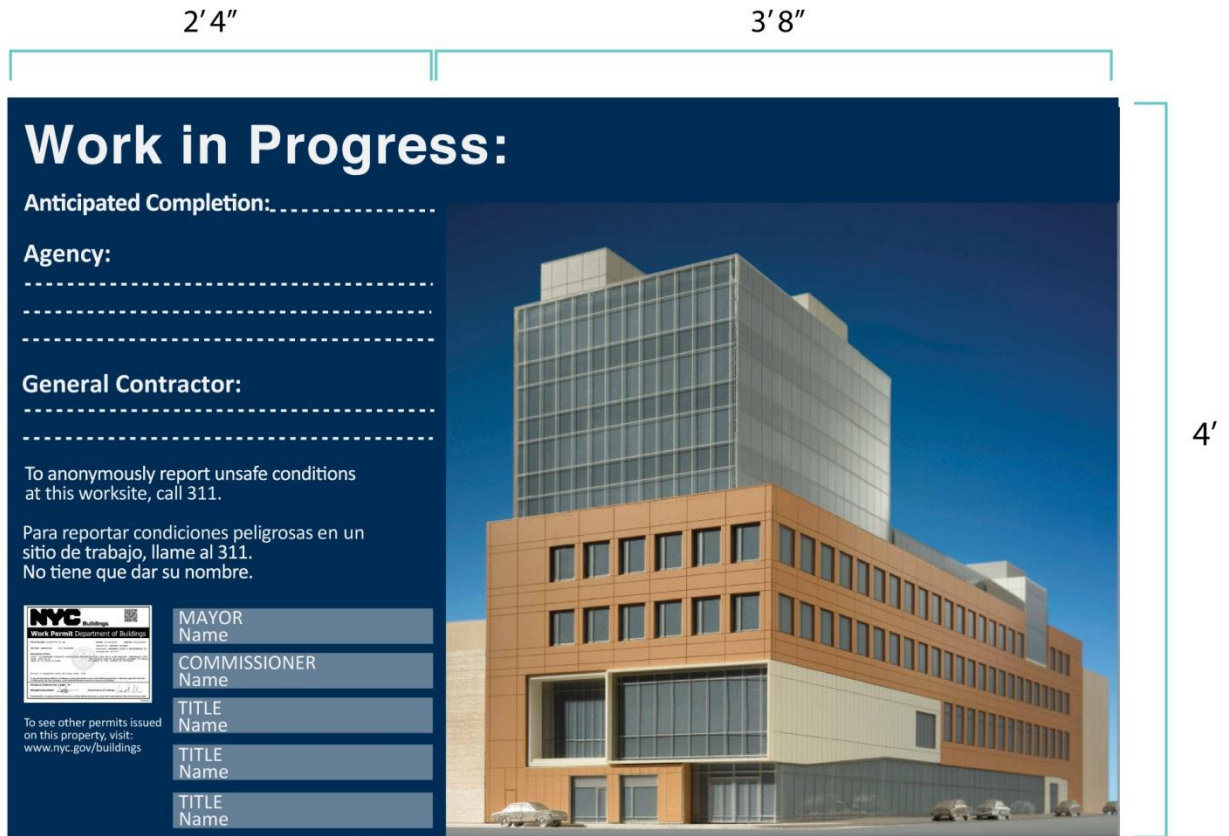 2’ 4”
3’ 8”
4’
Work in Progress:
Anticipated Completion:
Agency:
General Contractor:
To anonymously report unsafe conditions
at this worksite, call 311.
Para reportar condiciones peligrosas en un
sitio de trabajo, llame al 311.
No tiene que dar su nombre.
NYC Buildings
Work Permit Department of Buildings
To see other permits issued
on this property, visit:
www.nyc.gov/buildings
MAYOR
Name
COMMISSIONER
Name
TITLE
Name
TITLE
Name
TITLE
Name